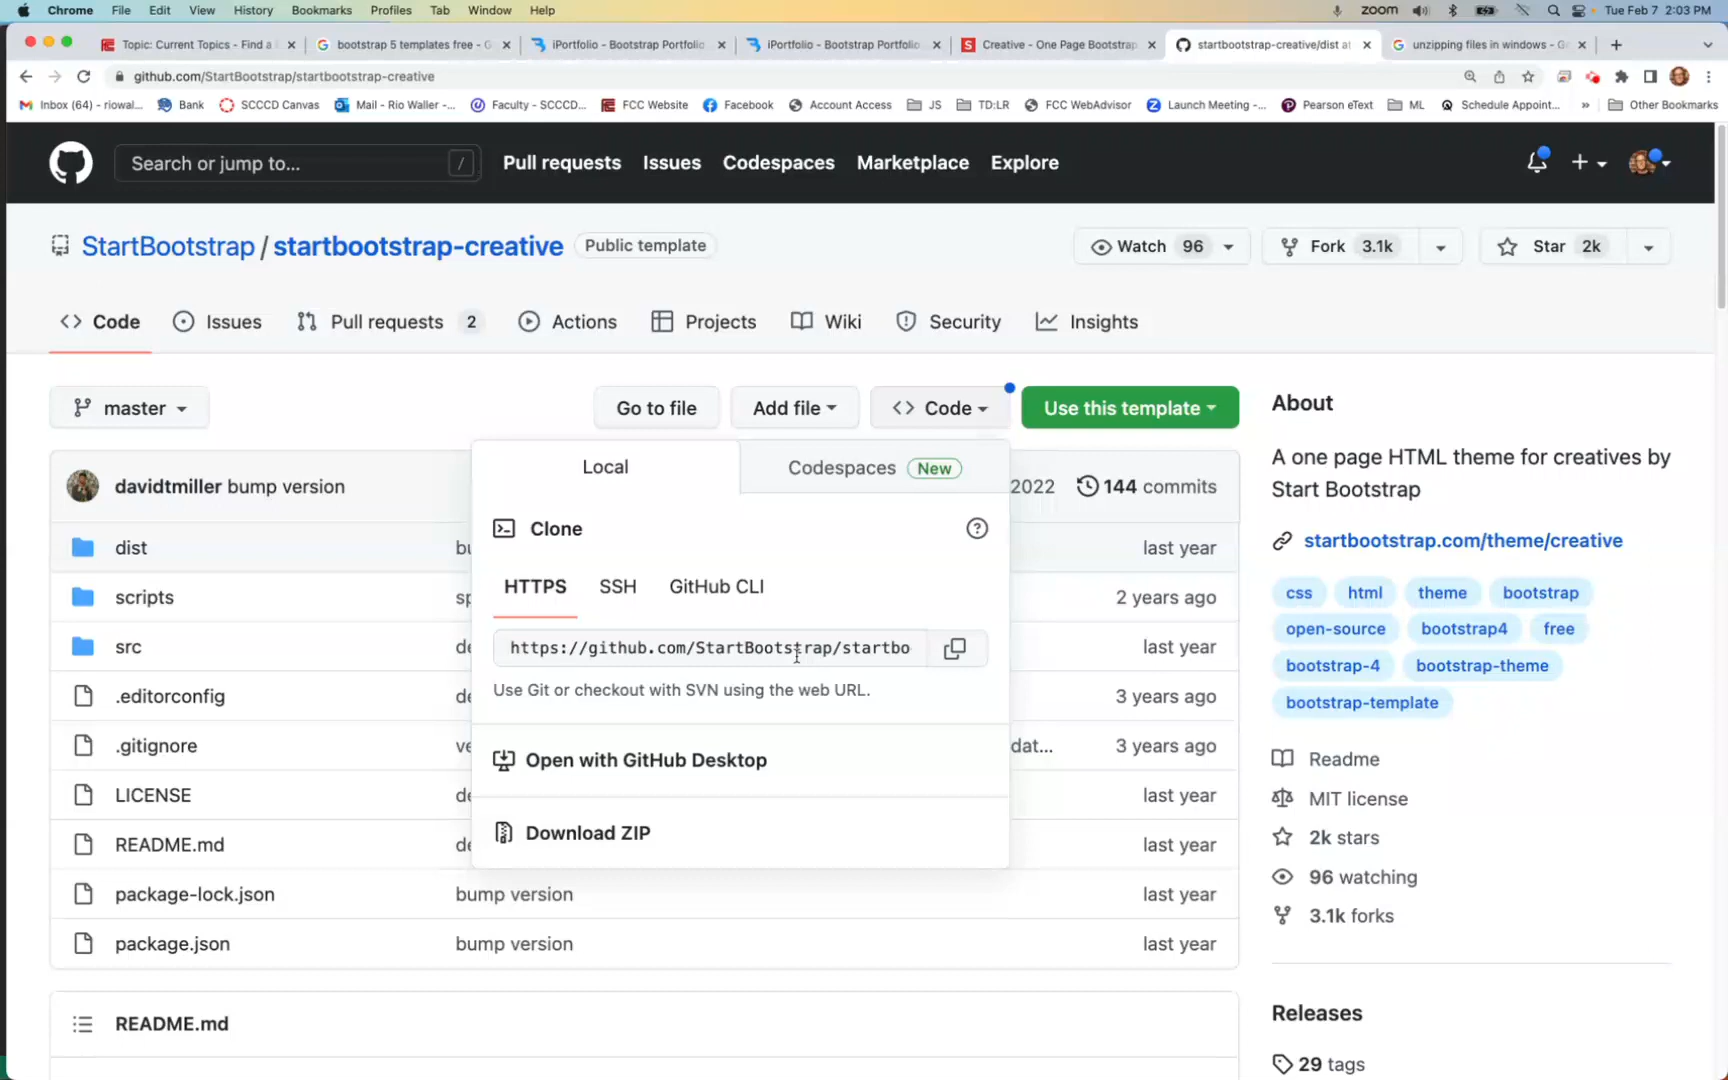 Chrome File Edit View History Bookmarks Profiles Tab Window Help zoom Tue Feb 7 2:03 PM
Topic: Current Topics - Find a
bootstrap 5 templates free - G
iPortfolio - Bootstrap Portfolio
iPortfolio - Bootstrap Portfolio
Creative - One Page Bootstrap
startbootstrap-creative/dist at
unzipping files in windows - G
github.com/StartBootstrap/startbootstrap-creative
Inbox (64) - riowal... Bank SCCCD Canvas Mail - Rio Waller -... Faculty - SCCCD... FCC Website Facebook Account Access JS TD:LR FCC WebAdvisor Launch Meeting -... Pearson eText ML Schedule Appoint... » Other Bookmarks
Search or jump to... / Pull requests Issues Codespaces Marketplace Explore
StartBootstrap / startbootstrap-creative Public template Watch 96 Fork 3.1k Star 2k
Code Issues Pull requests 2 Actions Projects Wiki Security Insights
master Go to file Add file Code Use this template
Local Codespaces New
davidtmiller bump version 2022 144 commits
Clone
HTTPS SSH GitHub CLI
https://github.com/StartBootstrap/startbo
Use Git or checkout with SVN using the web URL.
Open with GitHub Desktop
Download ZIP
dist bu last year
scripts sp 2 years ago
src de last year
.editorconfig de 3 years ago
.gitignore ve dat... 3 years ago
LICENSE de last year
README.md de last year
package-lock.json bump version last year
package.json bump version last year
README.md
About
A one page HTML theme for creatives by
Start Bootstrap
startbootstrap.com/theme/creative
css html theme bootstrap
open-source bootstrap4 free
bootstrap-4 bootstrap-theme
bootstrap-template
Readme
MIT license
2k stars
96 watching
3.1k forks
Releases
29 tags